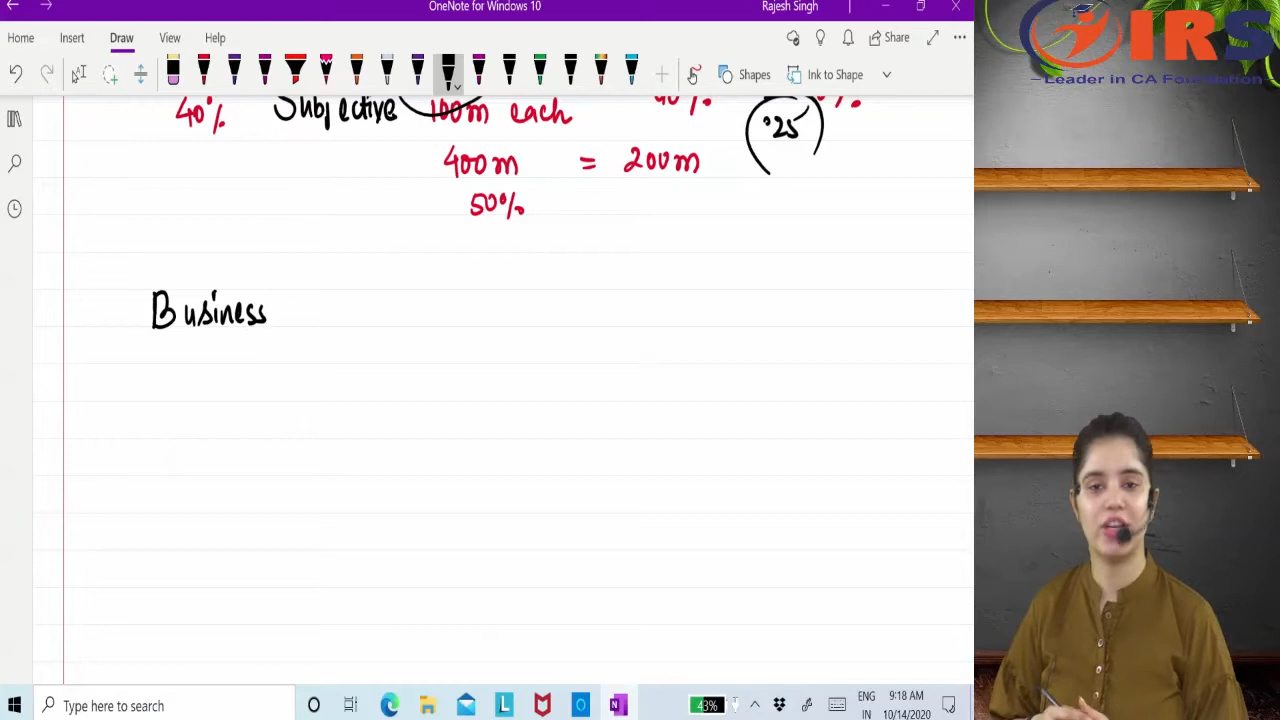 OneNote for Windows 10
Rajesh Singh
Home Insert Draw View Help
Share
Shapes
Ink to Shape
40% Subjective 100m each
.25
400m = 200m
50%
Business
IRS
Leader in CA Foundation
Type here to search
43%
ENG
IN
9:18 AM
10/14/2020